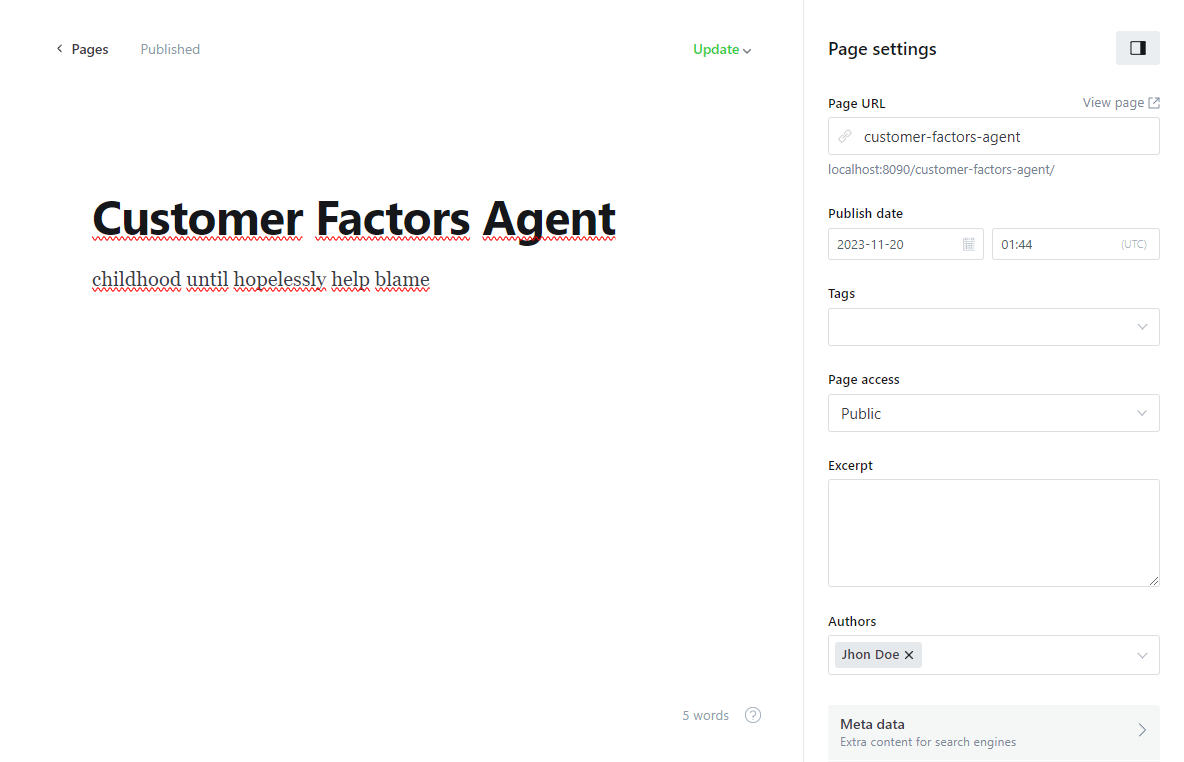 Pages Published Update
Customer Factors Agent
childhood until hopelessly help blame
5 words
Page settings
Page URL View page
customer-factors-agent
localhost:8090/customer-factors-agent/
Publish date
2023-11-20 01:44 (UTC)
Tags
Page access
Public
Excerpt
Authors
Jhon Doe
Meta data
Extra content for search engines